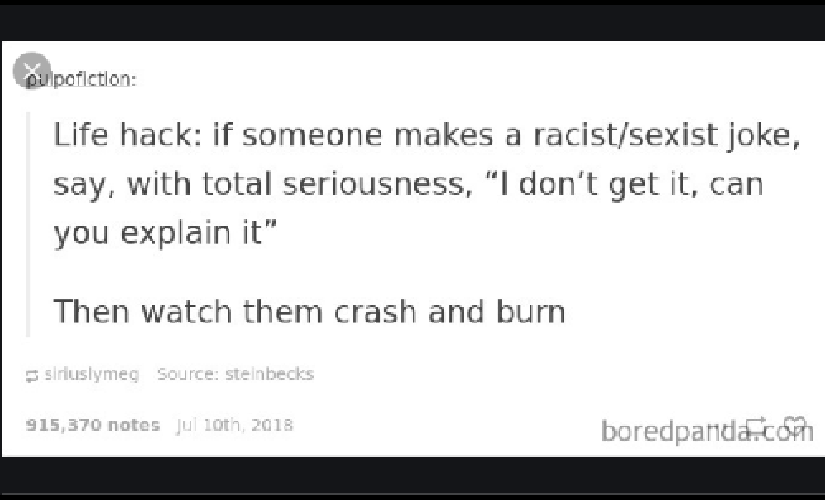 pulpofiction:
Life hack: if someone makes a racist/sexist joke,
say, with total seriousness, “I don‘t get it, can
you explain it”
Then watch them crash and burn
siriuslymeg Source: steinbecks
915,370 notes Jul 10th, 2018
boredpanda.com